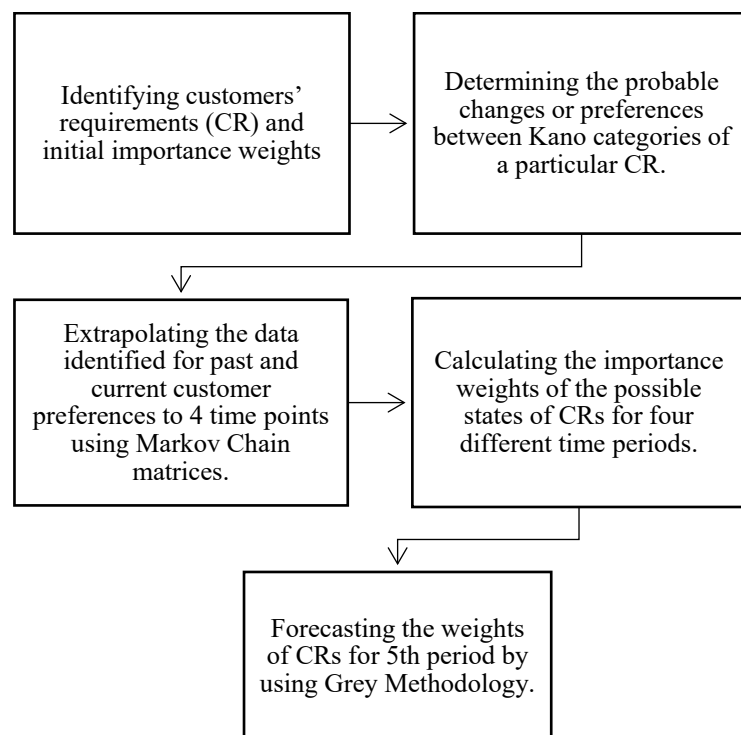 Identifying customers’
requirements (CR) and
initial importance weights
Determining the probable
changes or preferences
between Kano categories of
a particular CR.
Extrapolating the data
identified for past and
current customer
preferences to 4 time points
using Markov Chain
matrices.
Calculating the importance
weights of the possible
states of CRs for four
different time periods.
Forecasting the weights
of CRs for 5th period by
using Grey Methodology.